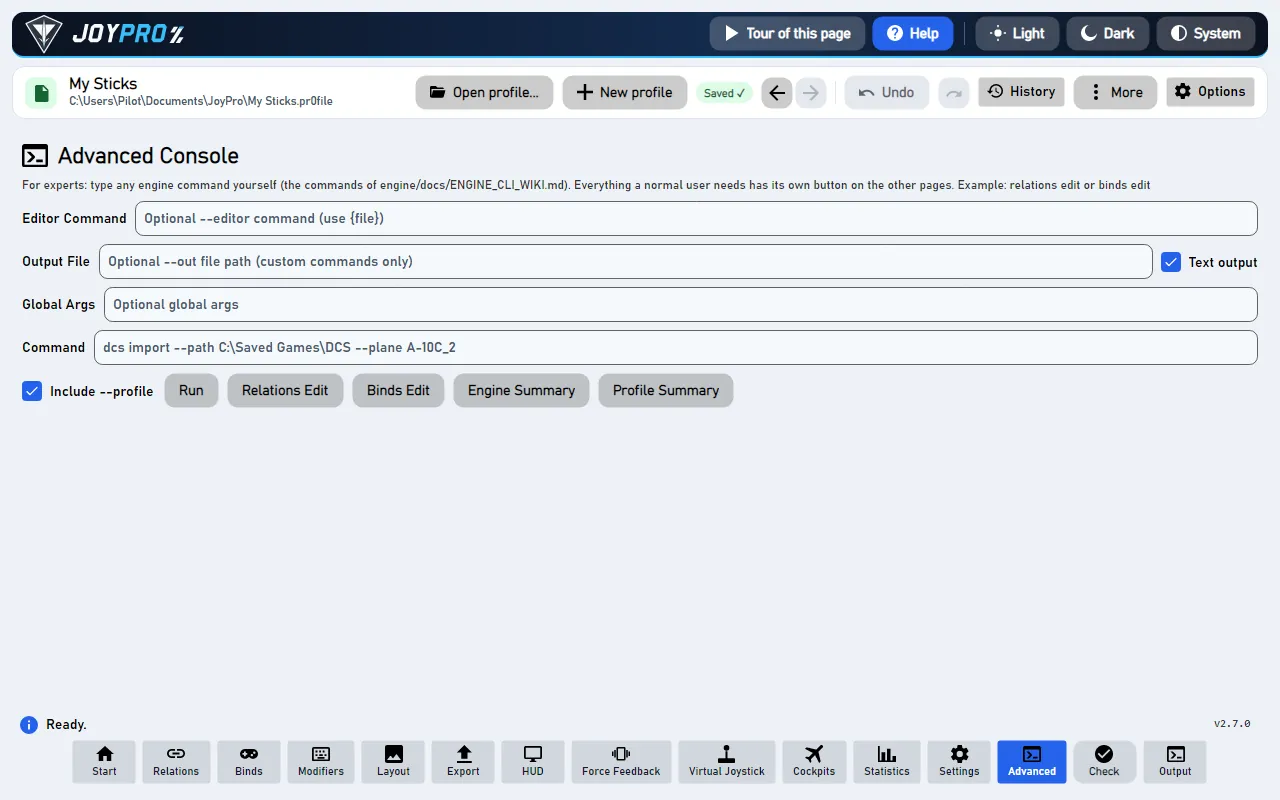 JOYPRO
Tour of this page
Help
Light
Dark
System
My Sticks
C:\Users\Pilot\Documents\JoyPro\My Sticks.pr0file
Open profile...
New profile
Saved ✓
Undo
History
More
Options
Advanced Console
For experts: type any engine command yourself (the commands of engine/docs/ENGINE_CLI_WIKI.md). Everything a normal user needs has its own button on the other pages. Example: relations edit or binds edit
Editor Command
Optional --editor command (use {file})
Output File
Optional --out file path (custom commands only)
Text output
Global Args
Optional global args
Command
dcs import --path C:\Saved Games\DCS --plane A-10C_2
Include --profile
Run
Relations Edit
Binds Edit
Engine Summary
Profile Summary
Ready.
v2.7.0
Start
Relations
Binds
Modifiers
Layout
Export
HUD
Force Feedback
Virtual Joystick
Cockpits
Statistics
Settings
Advanced
Check
Output